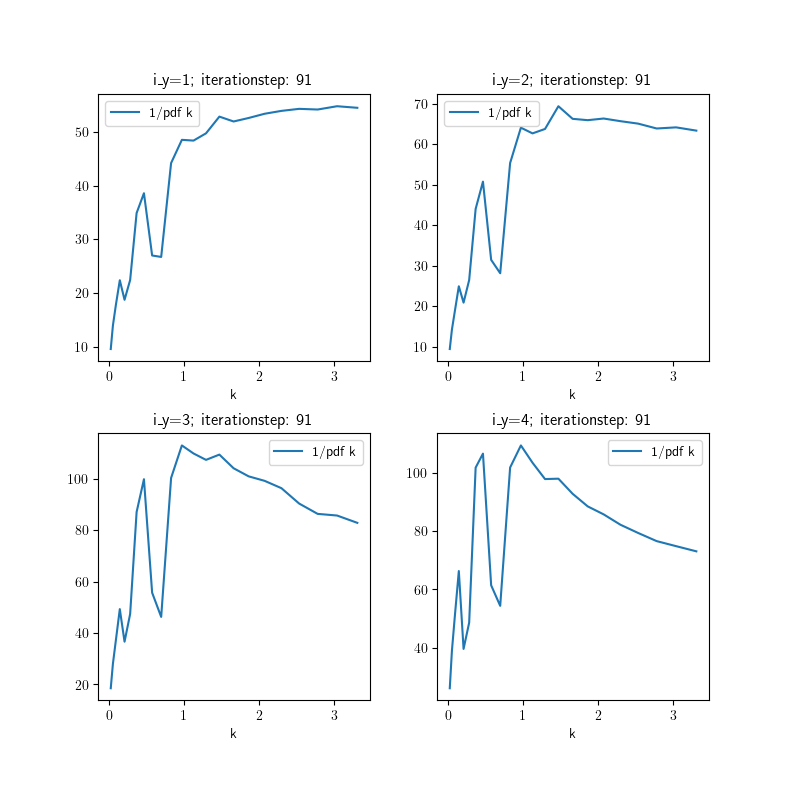 i_y=1; iterationstep: 91
1/pdf k
50
40
30
20
10
0 1 2 3
k
i_y=2; iterationstep: 91
1/pdf k
70
60
50
40
30
20
10
0 1 2 3
k
i_y=3; iterationstep: 91
1/pdf k
100
80
60
40
20
0 1 2 3
k
i_y=4; iterationstep: 91
1/pdf k
100
80
60
40
0 1 2 3
k